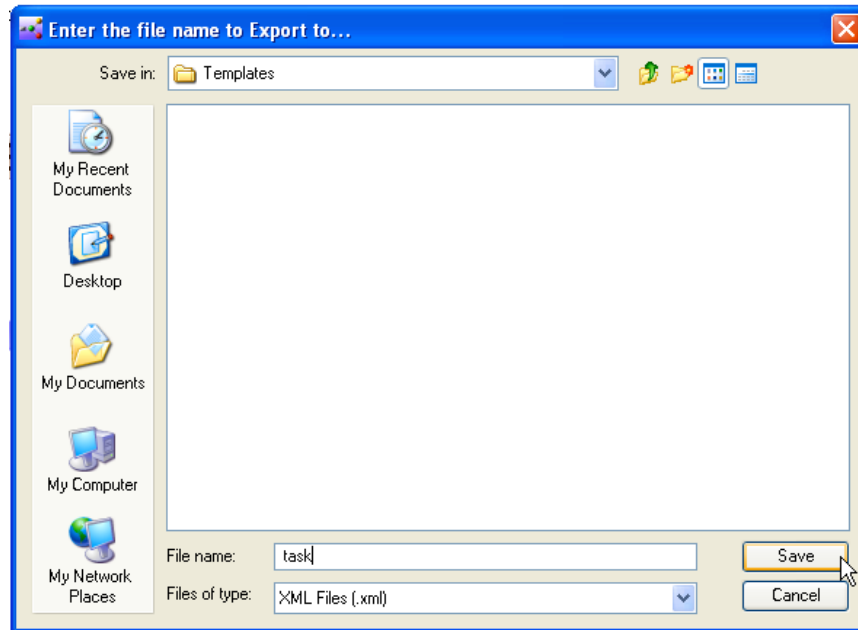 Enter the file name to Export to...
Save in:
Templates
My Recent
Documents
Desktop
My Documents
My Computer
My Network
Places
File name:
task
Save
Files of type:
XML Files (.xml)
Cancel